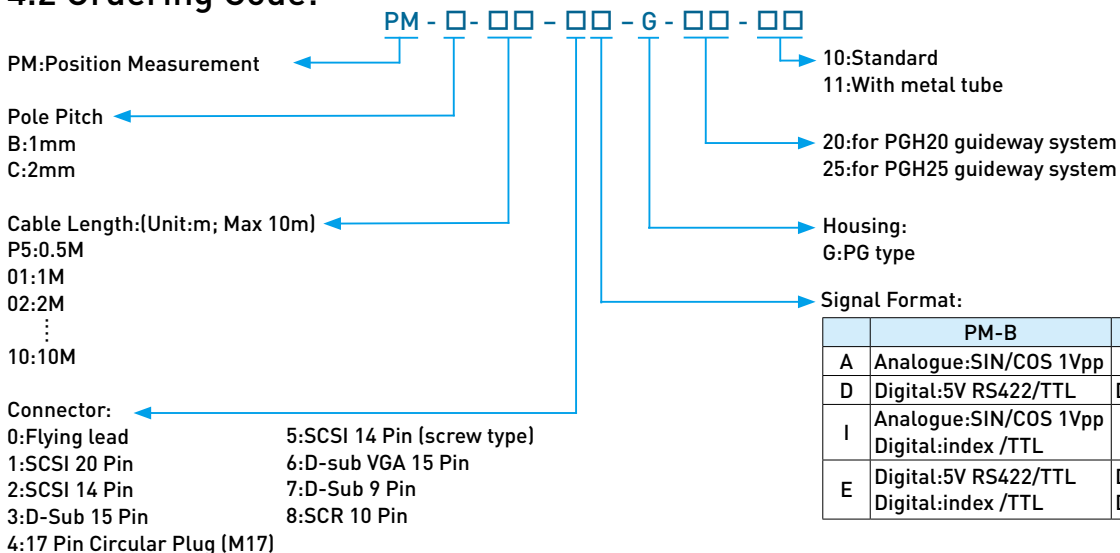 4.2 Ordering Code:
PM - □ - □□ – □□ – G - □□ - □□
PM:Position Measurement
Pole Pitch
B:1mm
C:2mm
Cable Length:(Unit:m; Max 10m)
P5:0.5M
01:1M
02:2M
10:10M
Connector:
0:Flying lead
1:SCSI 20 Pin
2:SCSI 14 Pin
3:D-Sub 15 Pin
4:17 Pin Circular Plug (M17)
5:SCSI 14 Pin (screw type)
6:D-sub VGA 15 Pin
7:D-Sub 9 Pin
8:SCR 10 Pin
10:Standard
11:With metal tube
20:for PGH20 guideway system
25:for PGH25 guideway system
Housing:
G:PG type
Signal Format:
PM-B
A Analogue:SIN/COS 1Vpp
D Digital:5V RS422/TTL
I Analogue:SIN/COS 1Vpp
Digital:index /TTL
E Digital:5V RS422/TTL
Digital:index /TTL